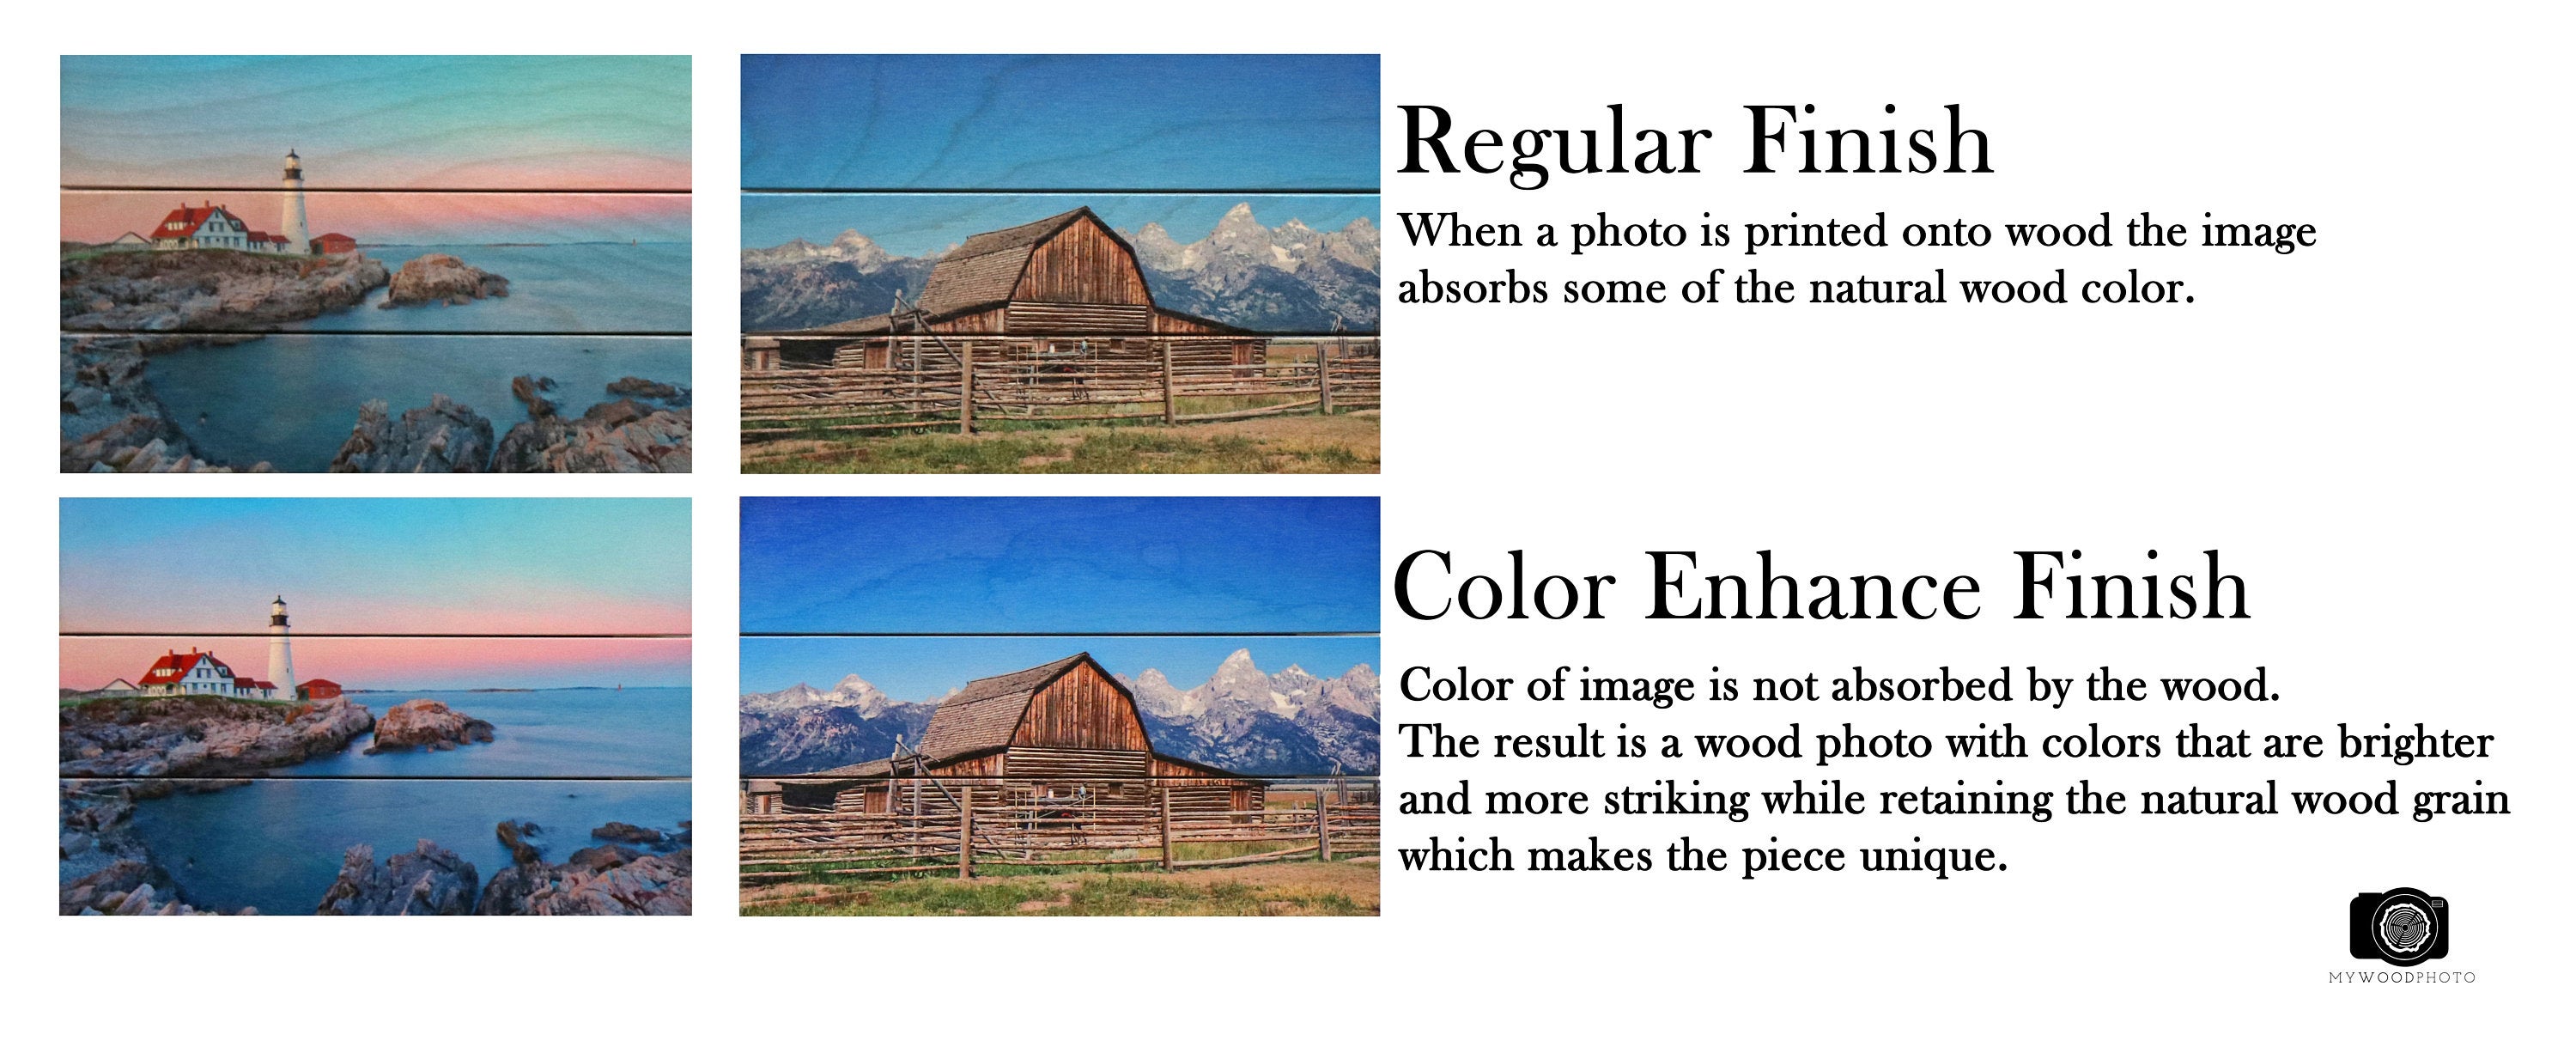 Regular Finish
When a photo is printed onto wood the image
absorbs some of the natural wood color.
Color Enhance Finish
Color of image is not absorbed by the wood.
The result is a wood photo with colors that are brighter
and more striking while retaining the natural wood grain
which makes the piece unique.
MYWOODPHOTO